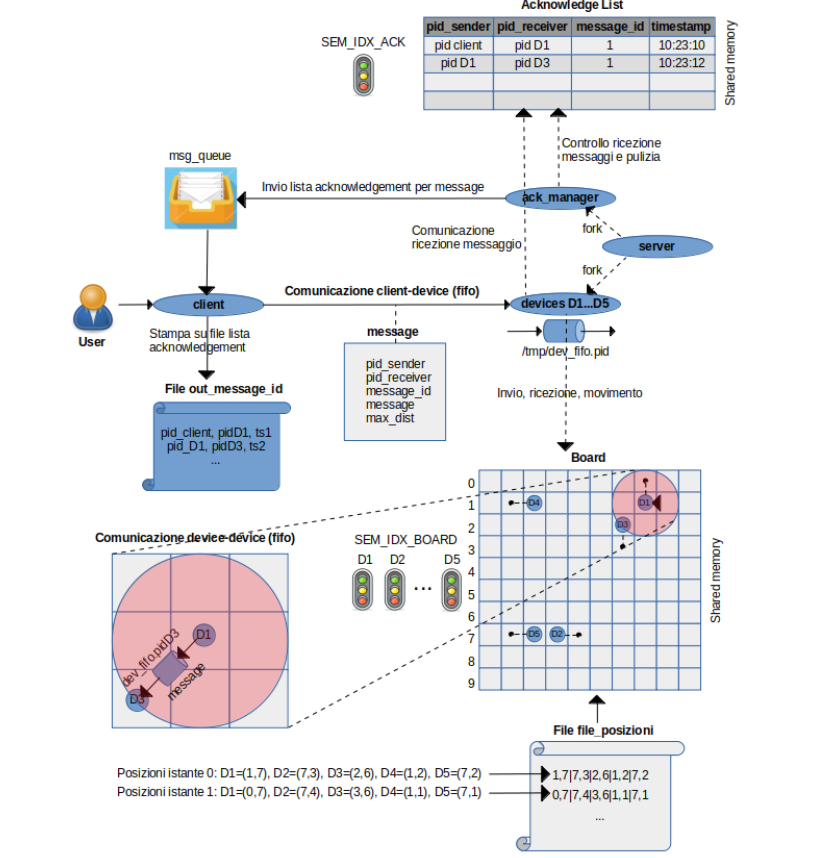 Acknowledge List
pid_sender pid_receiver message_id timestamp
pid client pid D1 1 10:23:10
pid D1 pid D3 1 10:23:12
Shared memory
SEM_IDX_ACK
Controllo ricezione
messaggi e pulizia
msg_queue
Invio lista acknowledgement per message
ack_manager
Comunicazione
ricezione messaggio
fork
server
fork
User
client
Comunicazione client-device (fifo)
devices D1...D5
/tmp/dev_fifo.pid
Stampa su file lista
acknowledgement
message
pid_sender
pid_receiver
message_id
message
max_dist
File out_message_id
pid_client, pidD1, ts1
pid_D1, pidD3, ts2
...
Invio, ricezione, movimento
Board
0
1
2
3
4
5
6
7
8
9
D4
D1
D3
D5
D2
Shared memory
Comunicazione device-device (fifo)
D1
dev_fifo.pidD3
message
D3
SEM_IDX_BOARD
D1 D2 D5
...
File file_posizioni
Posizioni istante 0: D1=(1,7), D2=(7,3), D3=(2,6), D4=(1,2), D5=(7,2)
Posizioni istante 1: D1=(0,7), D2=(7,4), D3=(3,6), D4=(1,1), D5=(7,1)
1,7|7,3|2,6|1,2|7,2
0,7|7,4|3,6|1,1|7,1
...